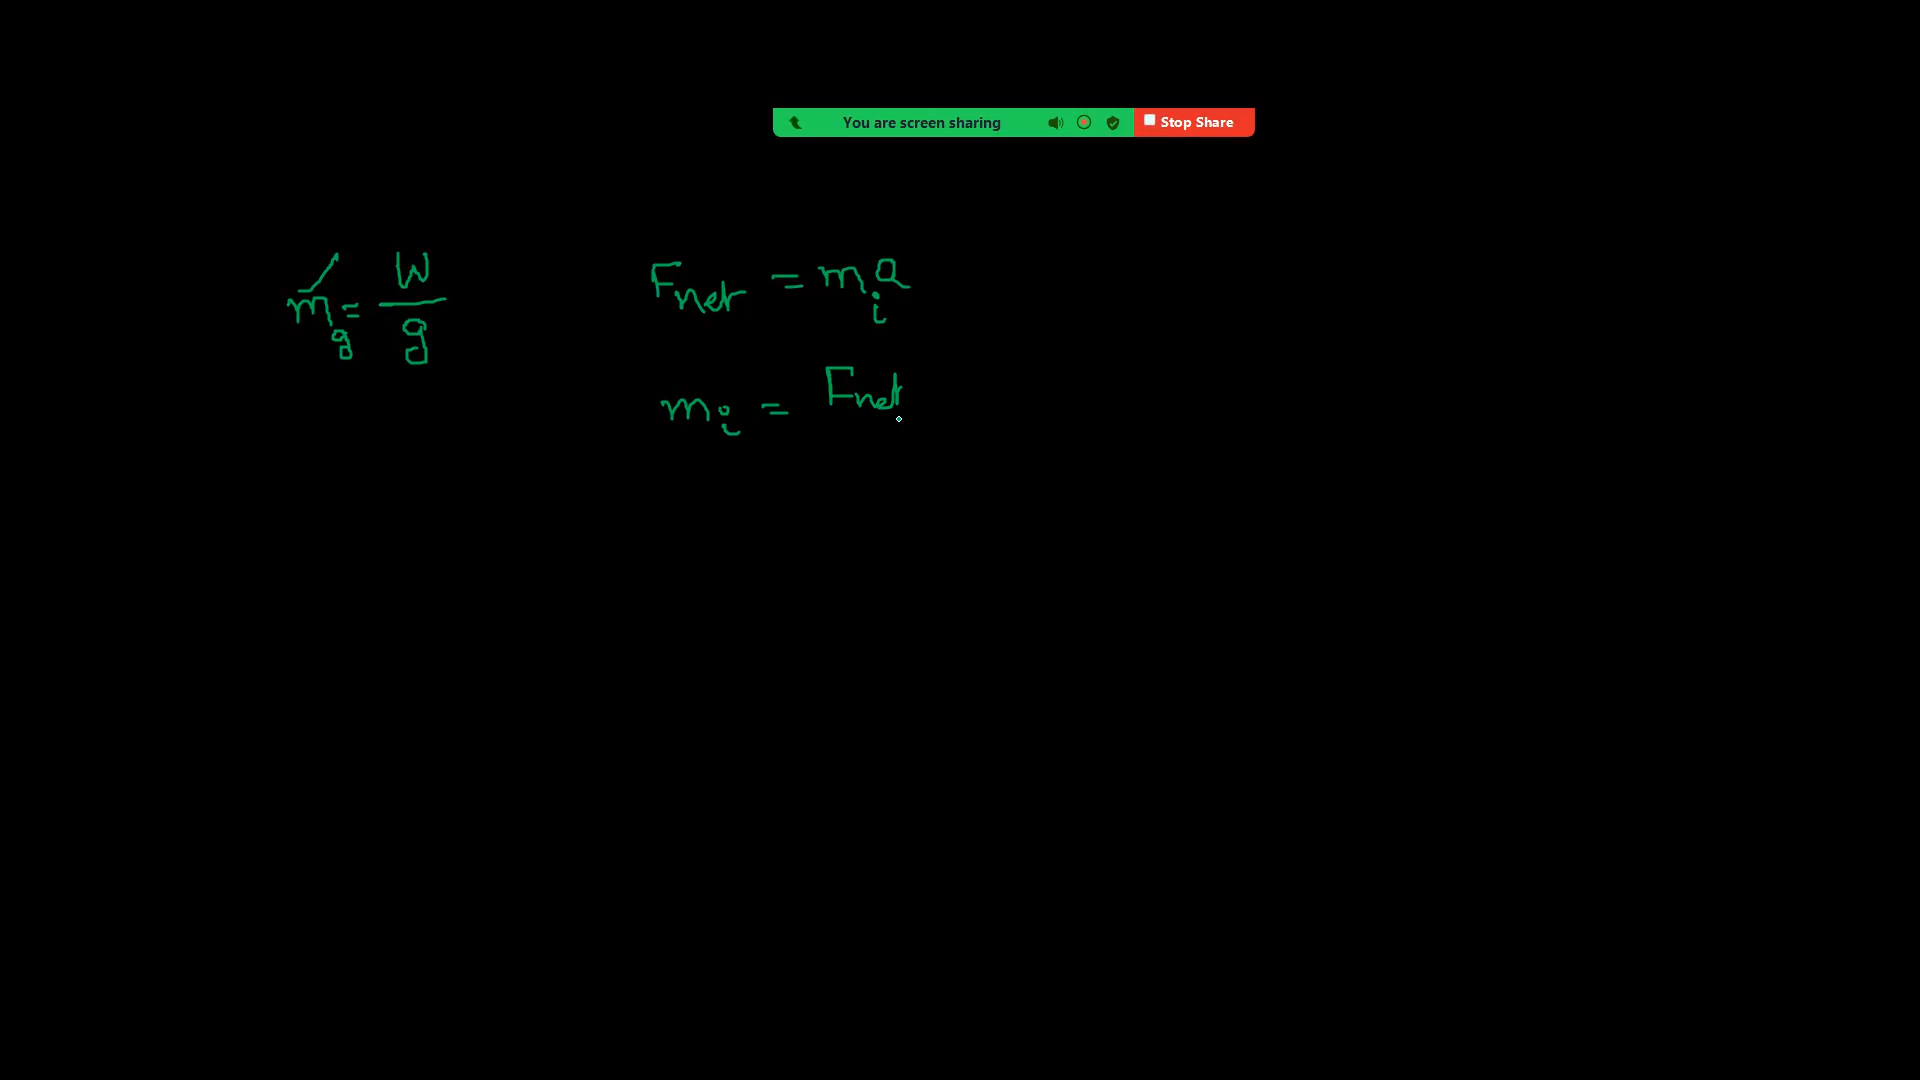 You are screen sharing Stop Share
m_g = W/g
F_net = m_i a
m_i = F_net